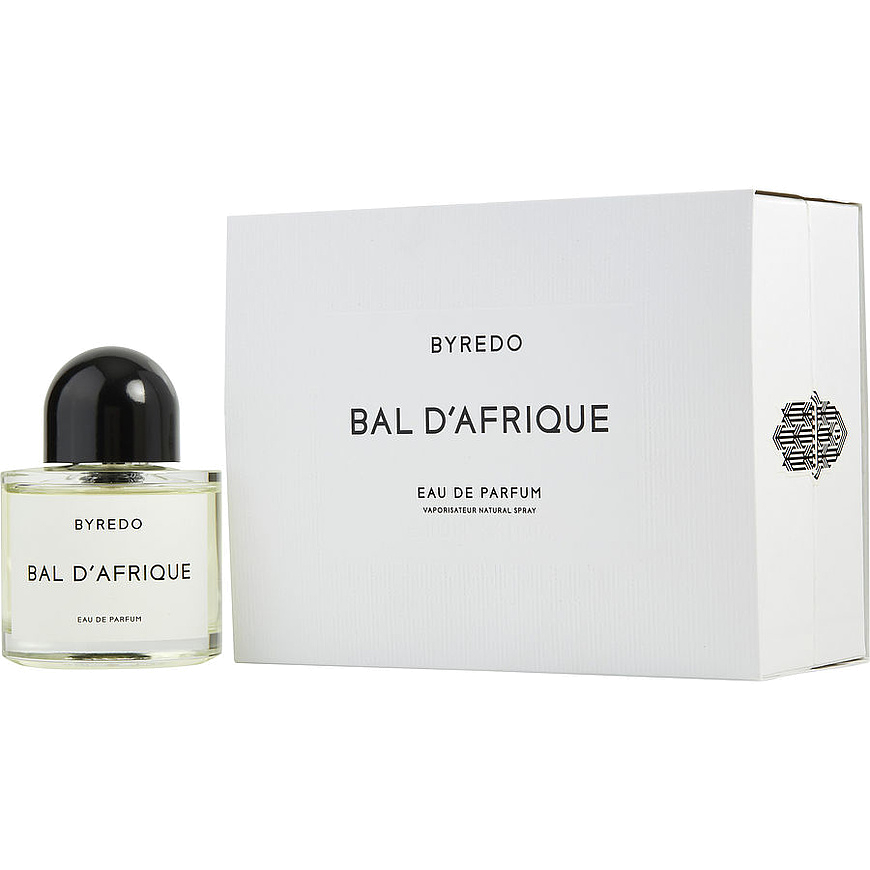 BYREDO
BAL D'AFRIQUE
EAU DE PARFUM
BYREDO
BAL D'AFRIQUE
EAU DE PARFUM
VAPORISATEUR NATURAL SPRAY